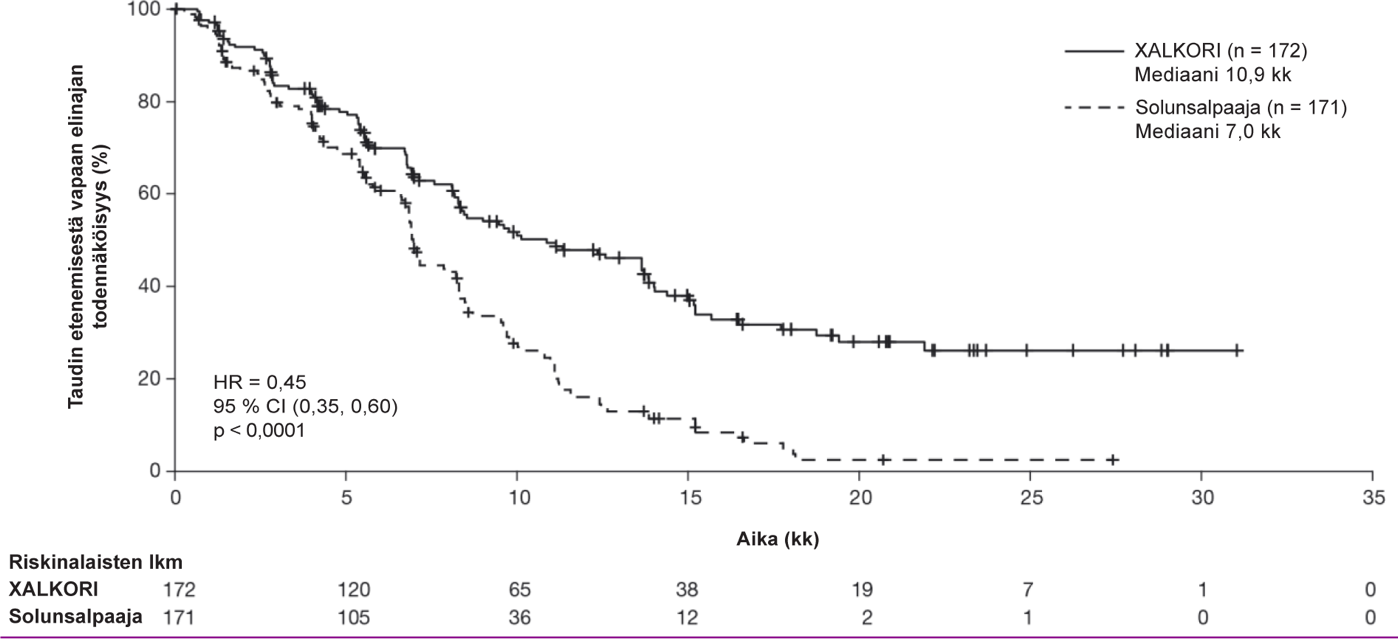 100
80
60
40
20
0
Taudin etenemisestä vapaan elinajan
todennäköisyys (%)
XALKORI (n = 172)
Mediaani 10,9 kk
Solunsalpaaja (n = 171)
Mediaani 7,0 kk
HR = 0,45
95 % CI (0,35, 0,60)
p < 0,0001
0 5 10 15 20 25 30 35
Aika (kk)
Riskinalaisten lkm
XALKORI 172 120 65 38 19 7 1 0
Solunsalpaaja 171 105 36 12 2 1 0 0